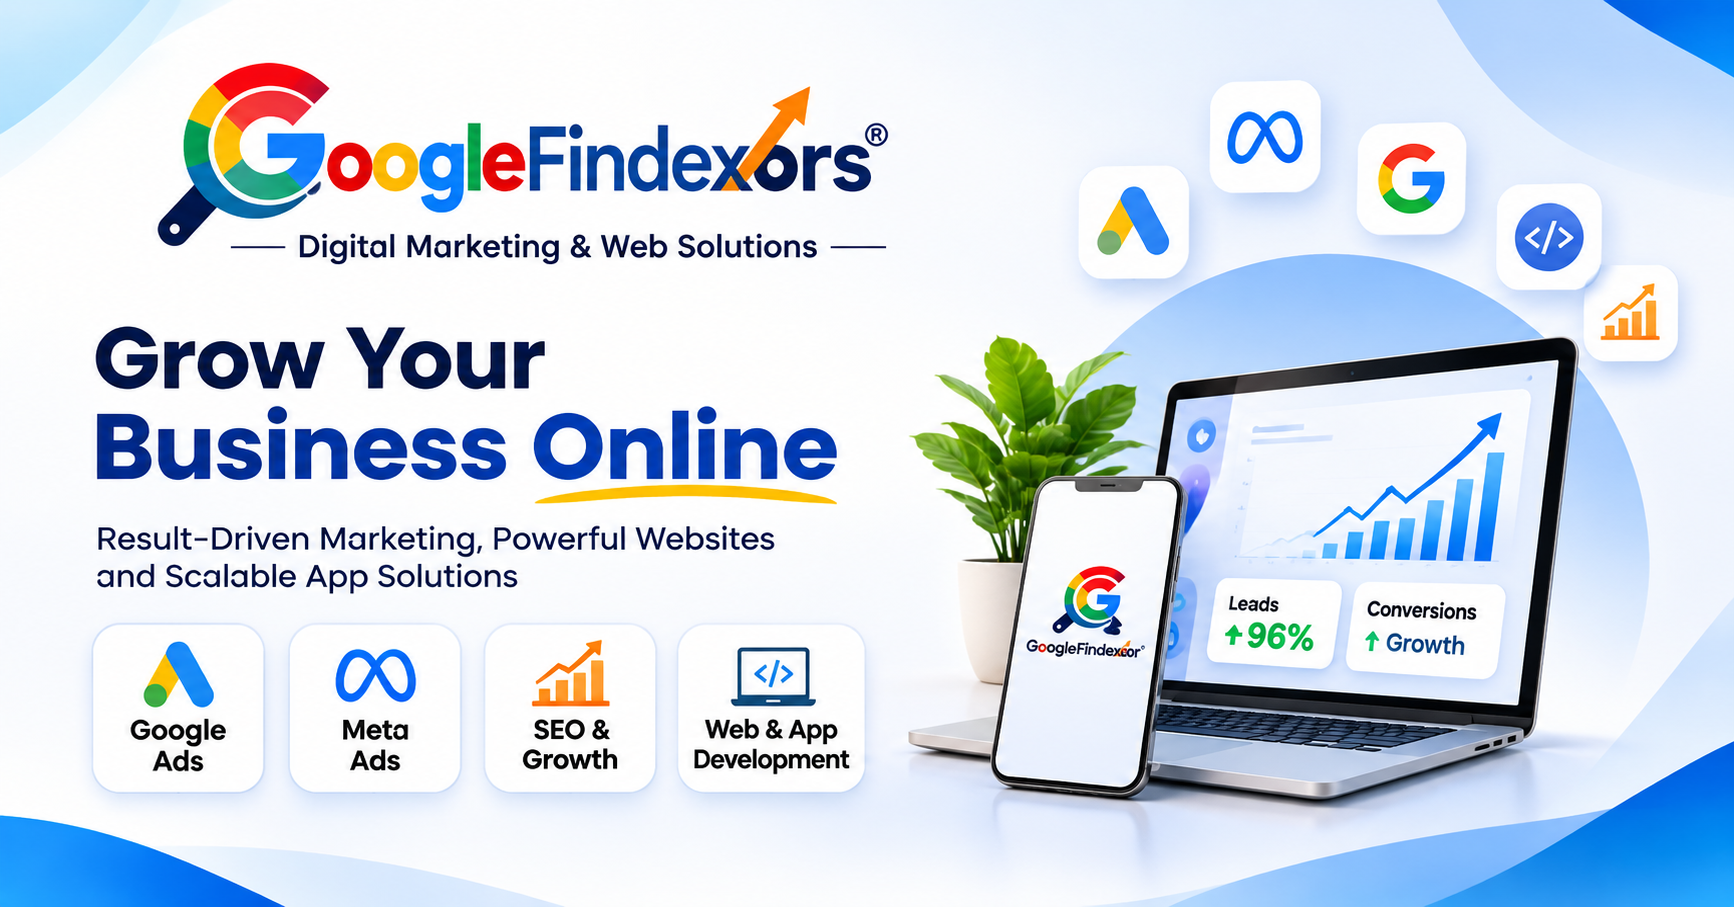 GoogleFindexors®
Digital Marketing & Web Solutions
Grow Your
Business Online
Result-Driven Marketing, Powerful Websites
and Scalable App Solutions
Google
Ads
Meta
Ads
SEO &
Growth
</>
Web & App
Development
</>
Leads
96%
Conversions
Growth